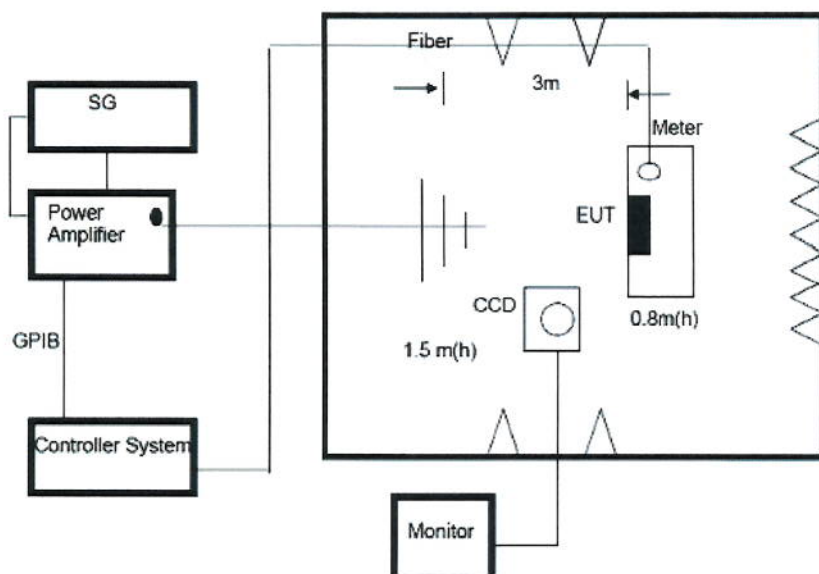 Fiber
3m
SG
Meter
Power
Amplifier
EUT
CCD
0.8m(h)
GPIB
1.5 m(h)
Controller System
Monitor